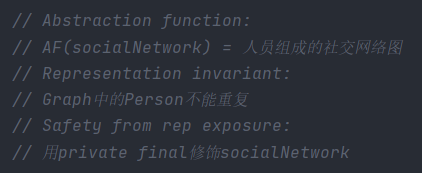 // Abstraction function:
// AF(socialNetwork) = 人员组成的社交网络图
// Representation invariant:
// Graph中的Person不能重复
// Safety from rep exposure:
// 用private final修饰socialNetwork